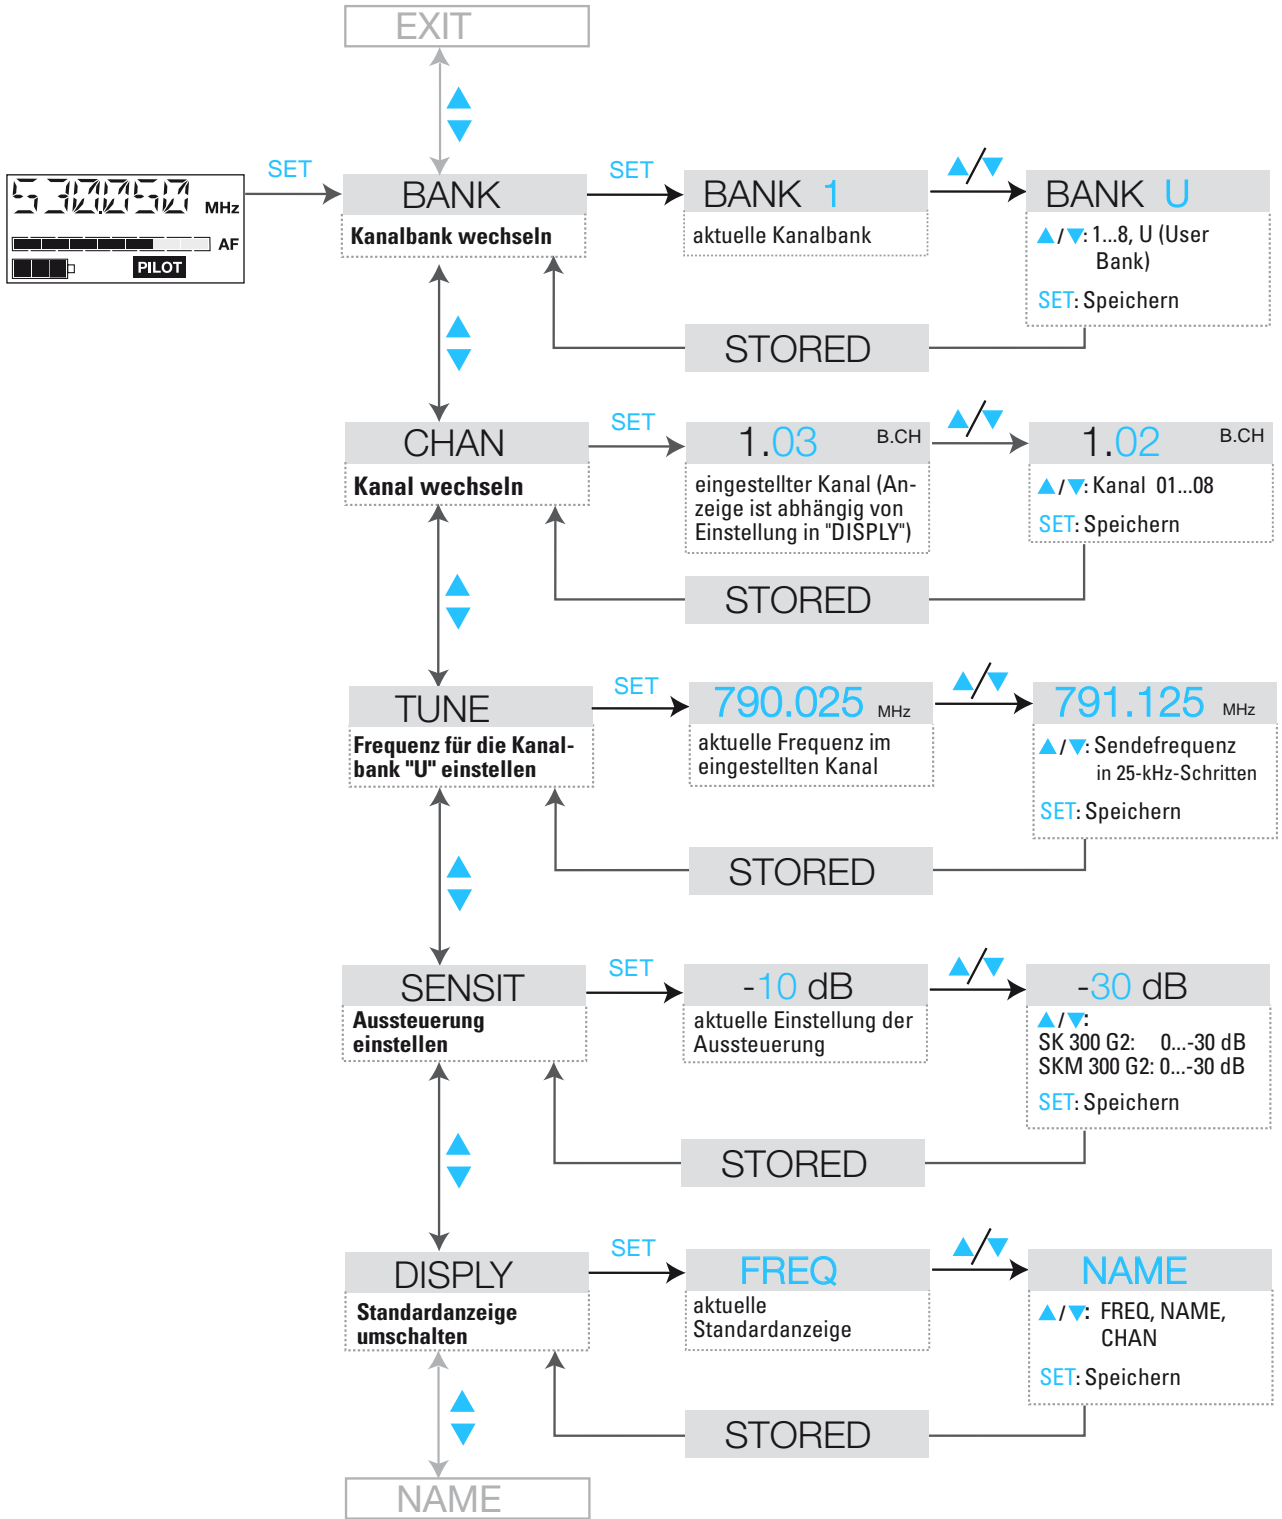 EXIT
530.050 MHz
AF
PILOT
SET
BANK
Kanalbank wechseln
SET
BANK 1
aktuelle Kanalbank
▲/▼
BANK U
▲/▼: 1...8, U (User
Bank)
SET: Speichern
STORED
CHAN
Kanal wechseln
SET
1.03 B.CH
eingestellter Kanal (An-
zeige ist abhängig von
Einstellung in "DISPLY")
▲/▼
1.02 B.CH
▲/▼: Kanal 01...08
SET: Speichern
STORED
TUNE
Frequenz für die Kanal-
bank "U" einstellen
SET
790.025 MHz
aktuelle Frequenz im
eingestellten Kanal
▲/▼
791.125 MHz
▲/▼: Sendefrequenz
in 25-kHz-Schritten
SET: Speichern
STORED
SENSIT
Aussteuerung
einstellen
SET
-10 dB
aktuelle Einstellung der
Aussteuerung
▲/▼
-30 dB
▲/▼:
SK 300 G2: 0...-30 dB
SKM 300 G2: 0...-30 dB
SET: Speichern
STORED
DISPLY
Standardanzeige
umschalten
SET
FREQ
aktuelle
Standardanzeige
▲/▼
NAME
▲/▼: FREQ, NAME,
CHAN
SET: Speichern
STORED
NAME